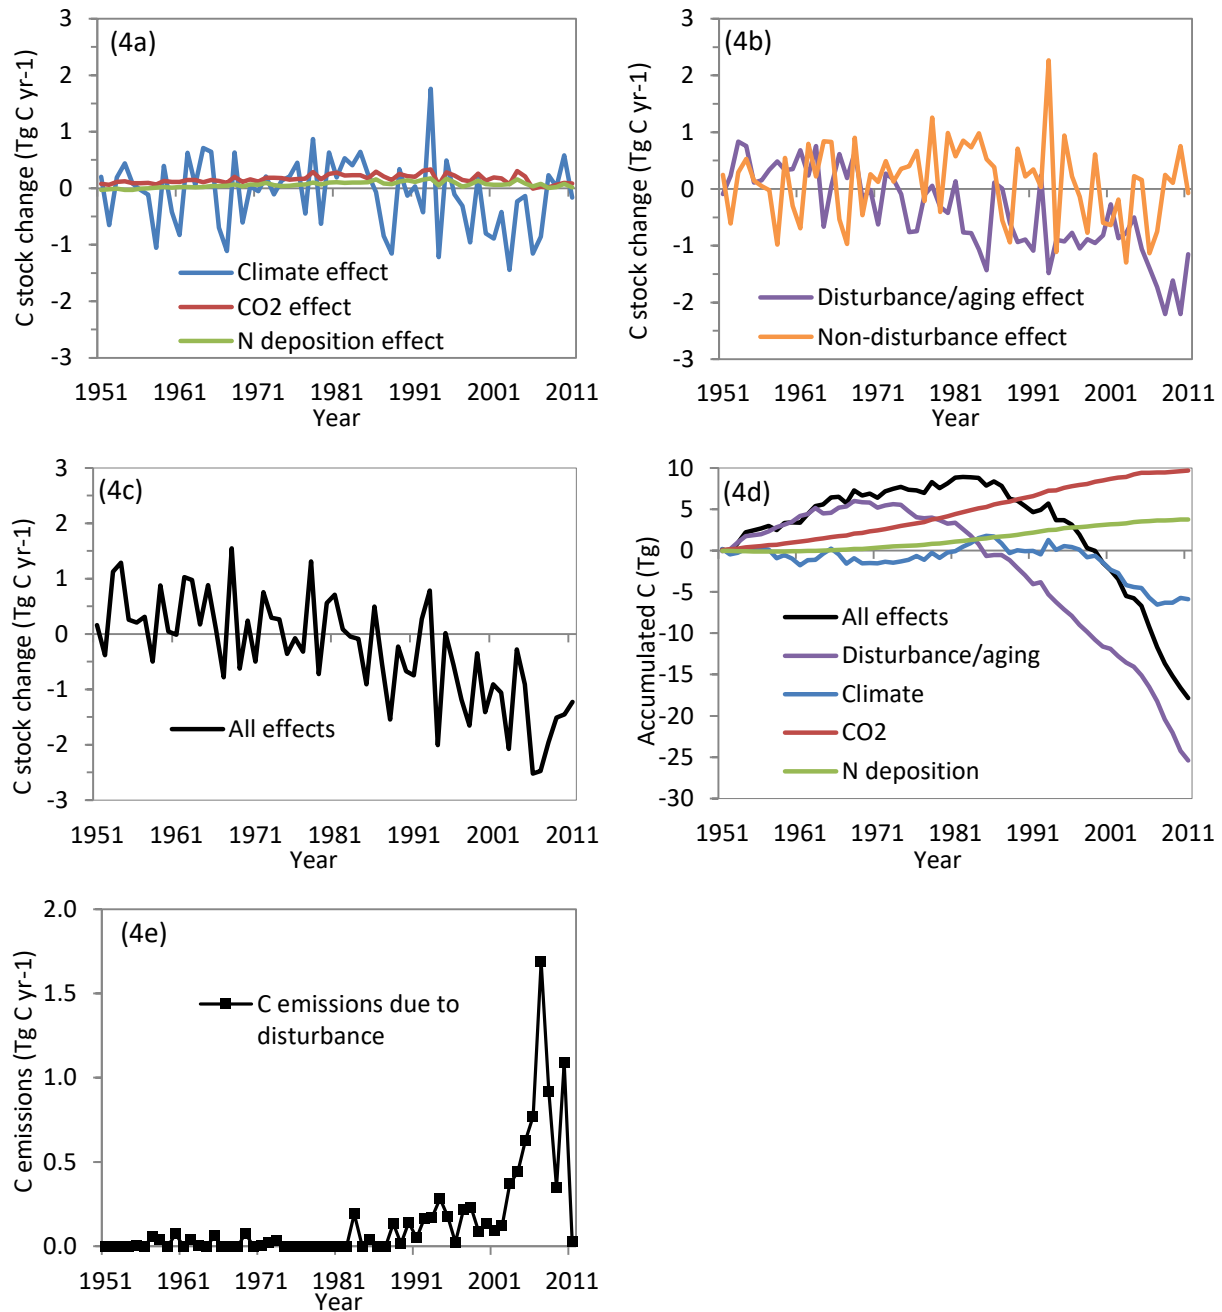 (4a)
C stock change (Tg C yr-1)
3
2
1
0
-1
-2
-3
Climate effect
CO2 effect
N deposition effect
1951 1961 1971 1981 1991 2001 2011
Year
(4b)
C stock change (Tg C yr-1)
3
2
1
0
-1
-2
-3
Disturbance/aging effect
Non-disturbance effect
1951 1961 1971 1981 1991 2001 2011
Year
(4c)
C stock change (Tg C yr-1)
3
2
1
0
-1
-2
-3
All effects
1951 1961 1971 1981 1991 2001 2011
Year
(4d)
Accumulated C (Tg)
10
5
0
-5
-10
-15
-20
-25
-30
All effects
Disturbance/aging
Climate
CO2
N deposition
1951 1961 1971 1981 1991 2001 2011
Year
(4e)
C emissions (Tg C yr-1)
2.0
1.5
1.0
0.5
0.0
C emissions due to
disturbance
1951 1961 1971 1981 1991 2001 2011
Year